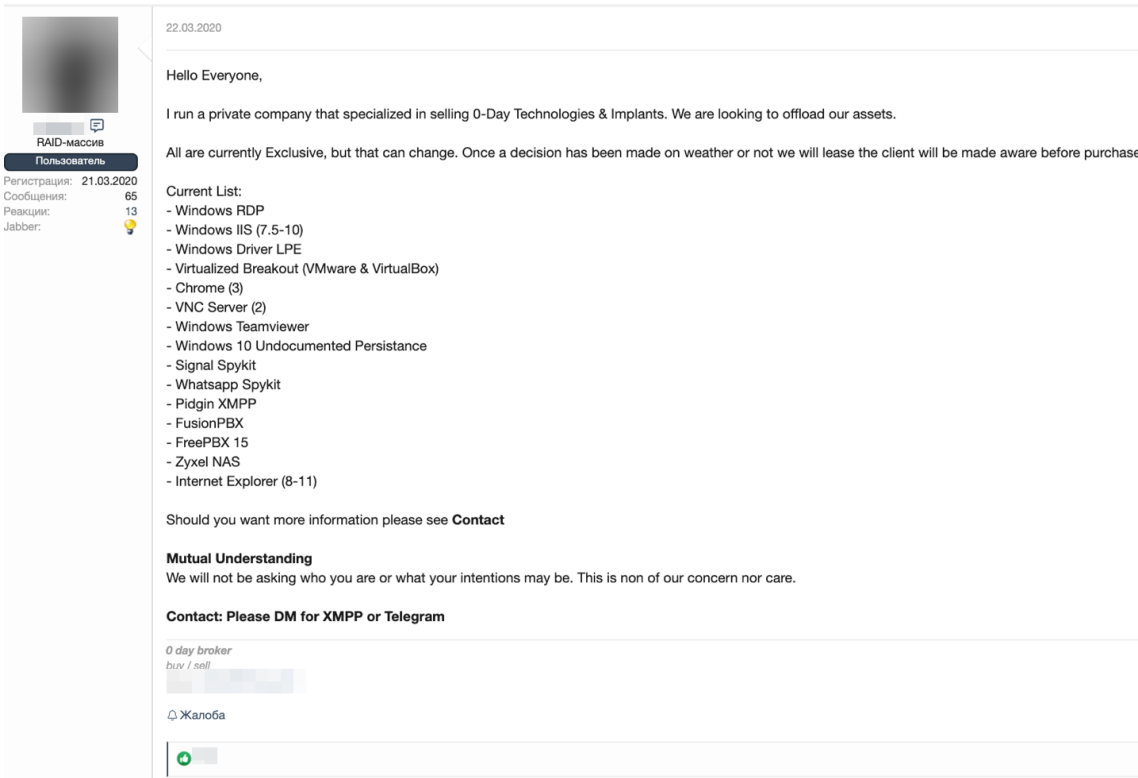 22.03.2020
Hello Everyone,
I run a private company that specialized in selling 0-Day Technologies & Implants. We are looking to offload our assets.
All are currently Exclusive, but that can change. Once a decision has been made on weather or not we will lease the client will be made aware before purchase
Current List:
- Windows RDP
- Windows IIS (7.5-10)
- Windows Driver LPE
- Virtualized Breakout (VMware & VirtualBox)
- Chrome (3)
- VNC Server (2)
- Windows Teamviewer
- Windows 10 Undocumented Persistance
- Signal Spykit
- Whatsapp Spykit
- Pidgin XMPP
- FusionPBX
- FreePBX 15
- Zyxel NAS
- Internet Explorer (8-11)
Should you want more information please see Contact
Mutual Understanding
We will not be asking who you are or what your intentions may be. This is non of our concern nor care.
Contact: Please DM for XMPP or Telegram
0 day broker
buy / sell
Жалоба
RAID-массив
Пользователь
Регистрация: 21.03.2020
Сообщения: 65
Реакции: 13
Jabber: